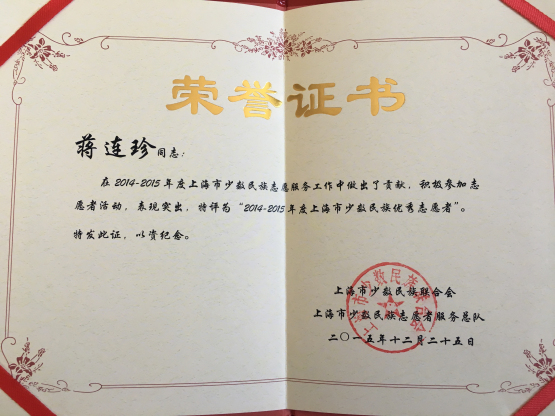 荣誉证书
蒋连珍同志：
在2014-2015年度上海市少数民族志愿服务工作中做出了贡献，积极参加志
愿者活动，表现突出，特评为“2014-2015年度上海市少数民族优秀志愿者”。
特发此证，以资纪念。
上海市少数民族联合会
上海市少数民族志愿者服务总队
二〇一五年十二月二十五日